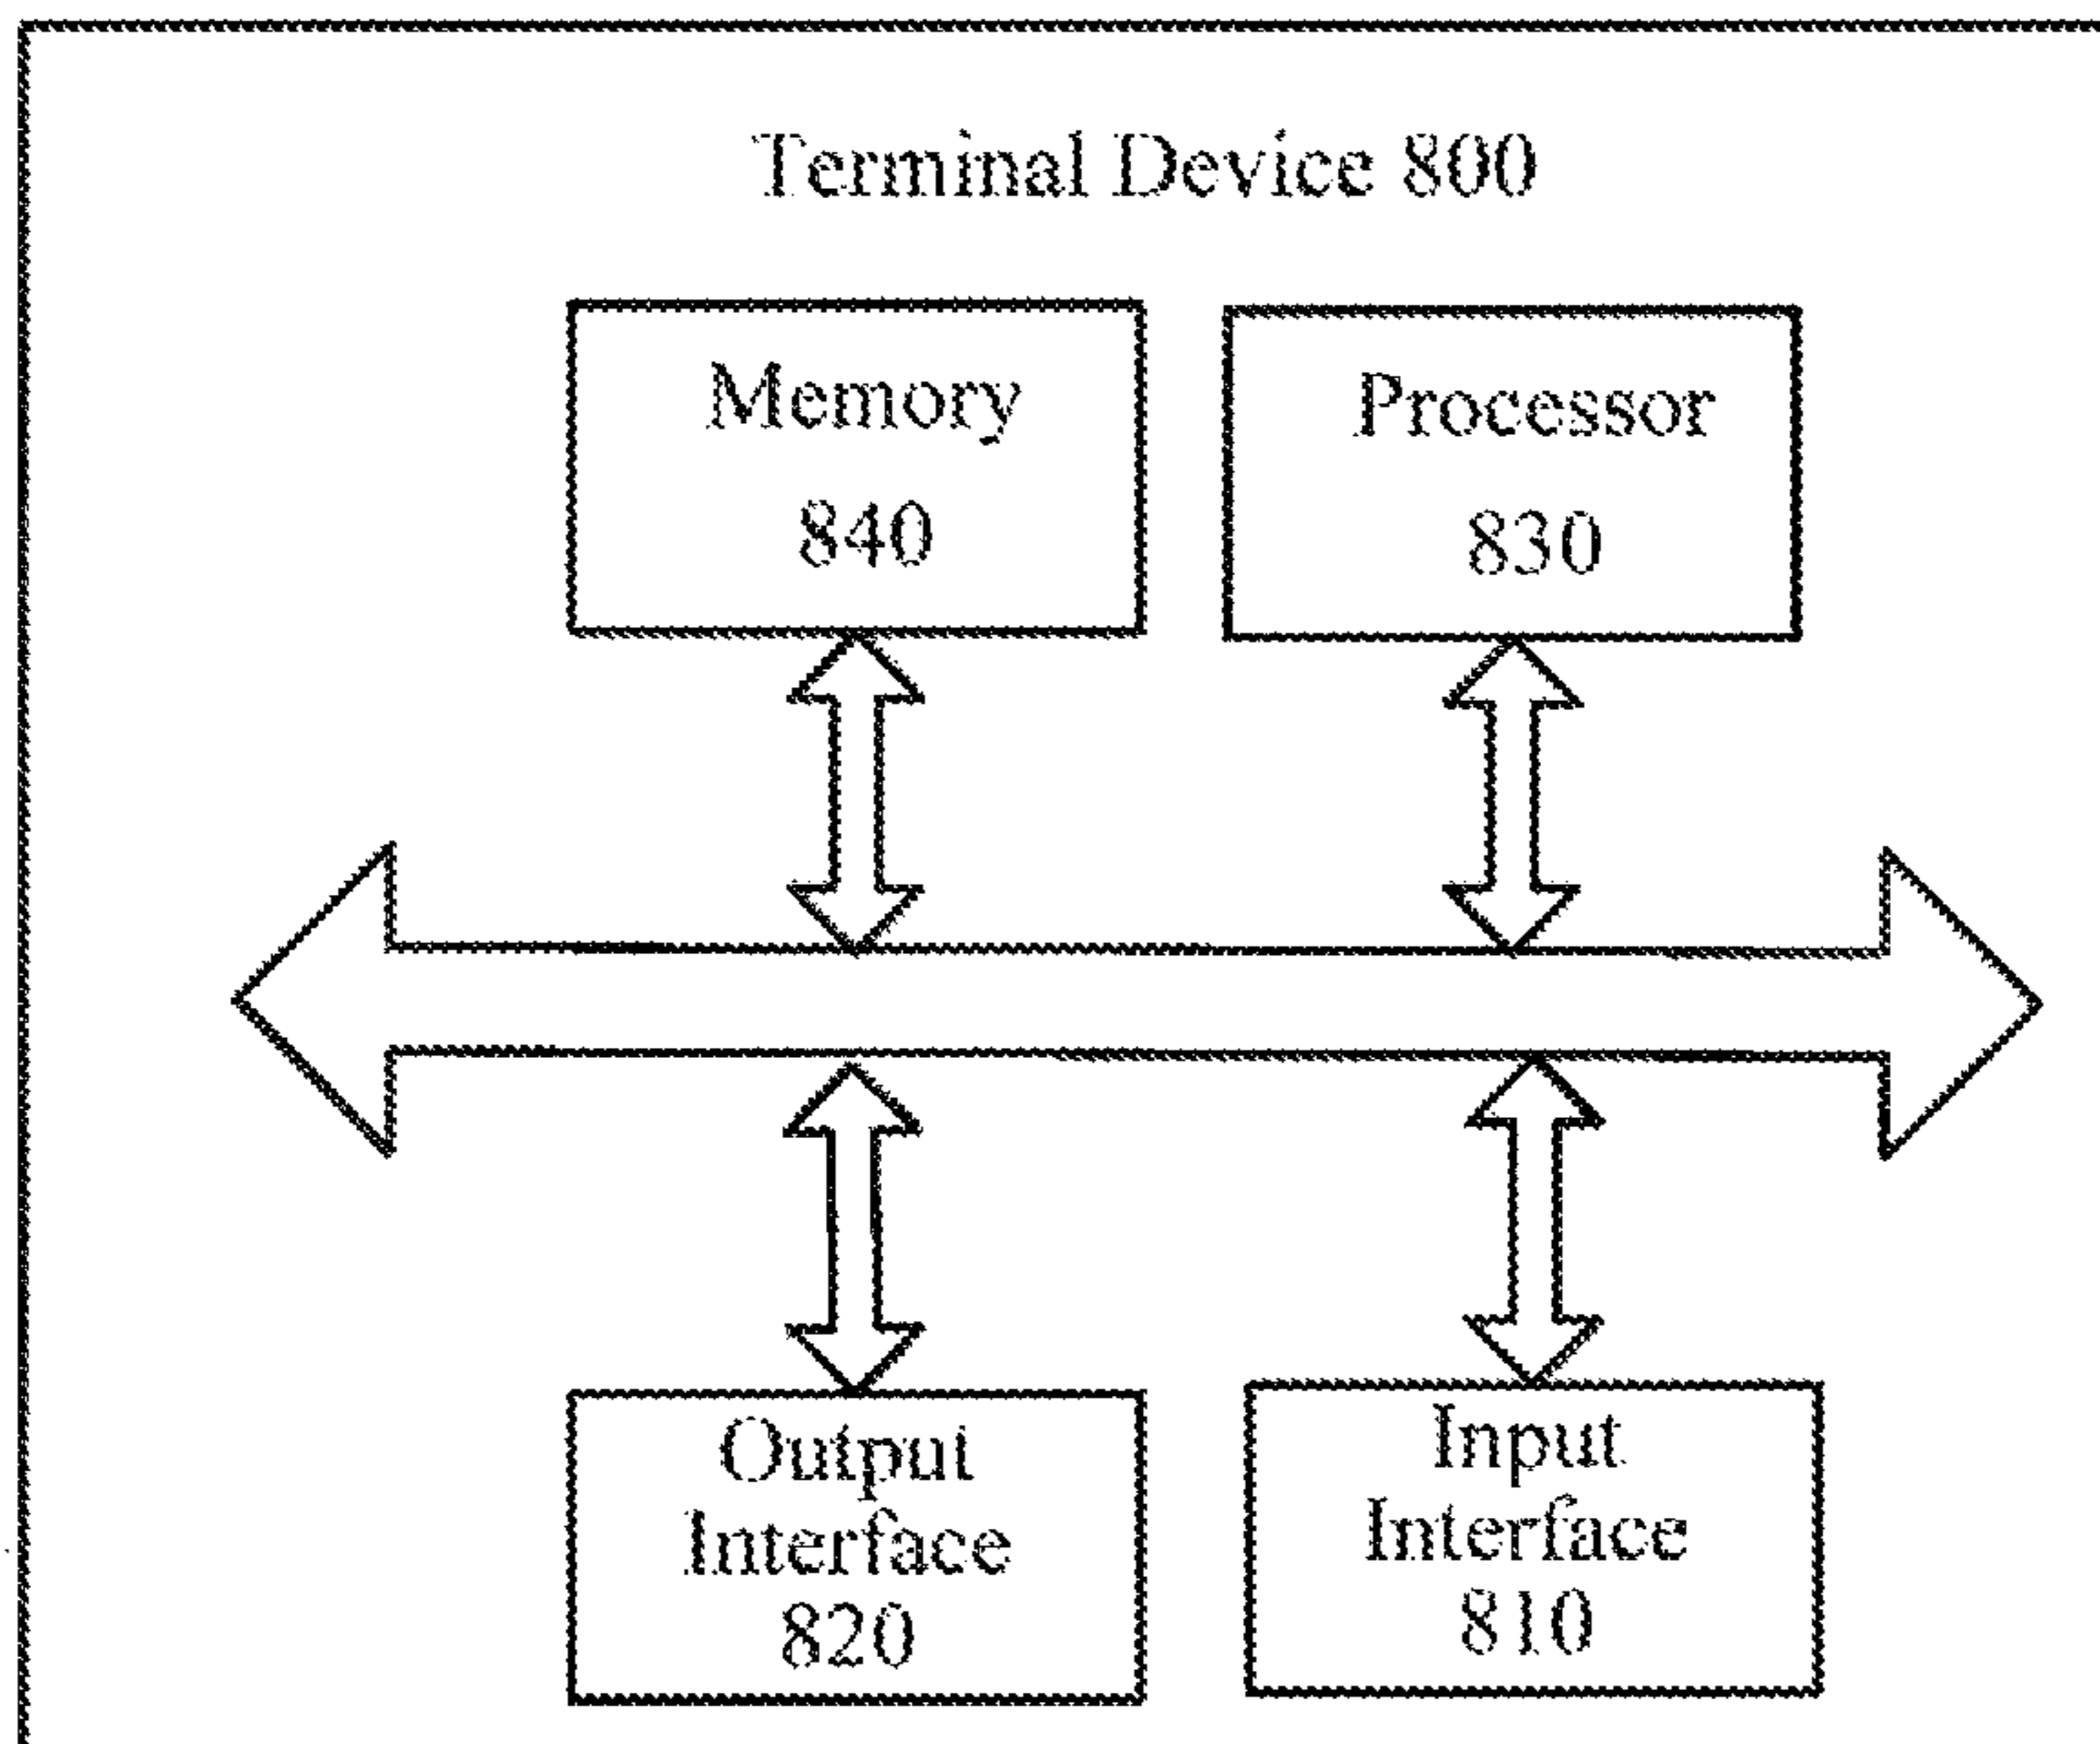 Terminal Device 800
Memory
840
Processor
830
Output
Interface
820
Input
Interface
810